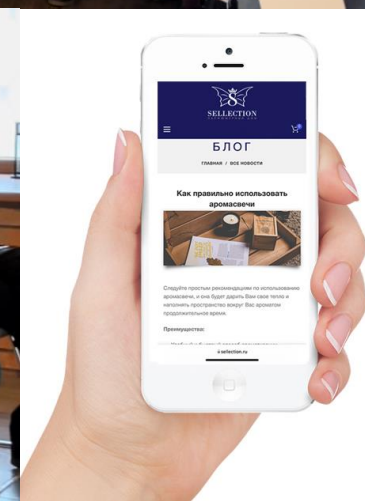 SELLECTION
БЛОГ
ГЛАВНАЯ / ВСЕ НОВОСТИ
Как правильно использовать
аромасвечи
Следуйте простым рекомендациям по использованию
аромасвечи, и она будет дарить Вам свое тепло и
наполнять пространство вокруг Вас ароматом
продолжительное время.
Преимущества:
sellection.ru